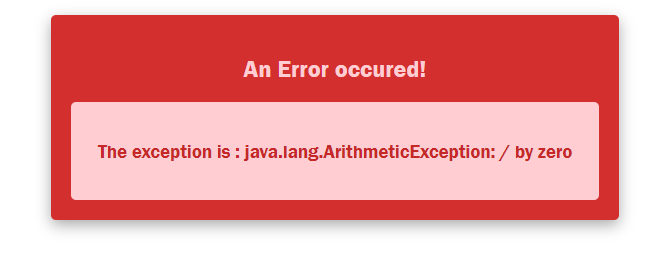 An Error occured!
The exception is : java.lang.ArithmeticException: / by zero